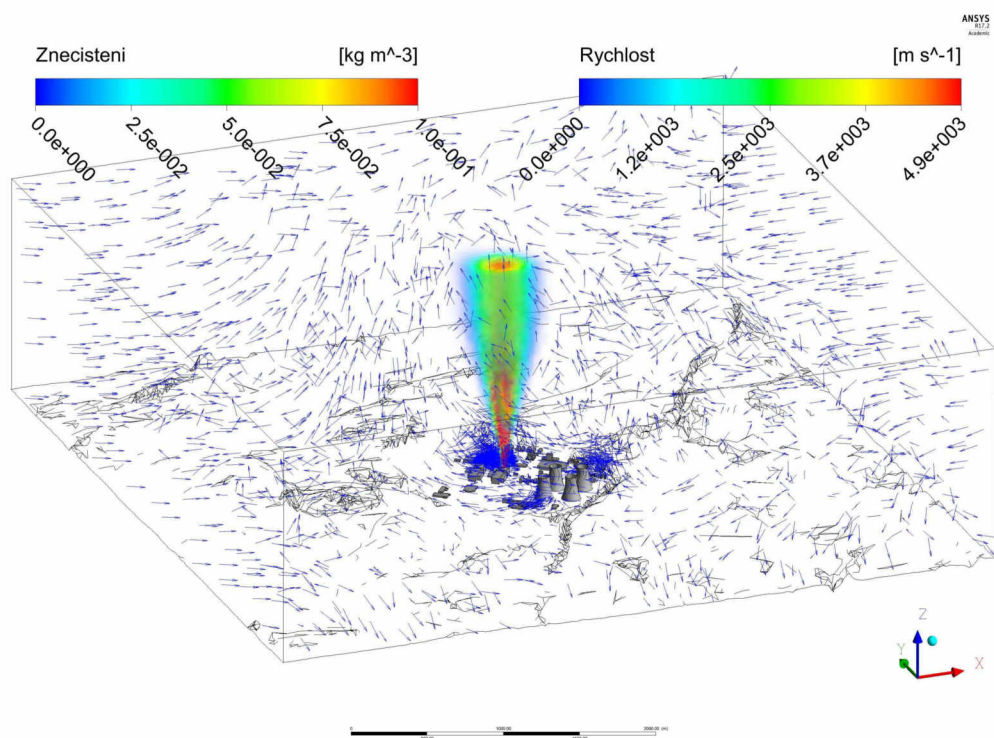 ANSYS
R17.2
Academic
Znecisteni [kg m^-3]
0.0e+000 2.5e-002 5.0e-002 7.5e-002 1.0e-001
Rychlost [m s^-1]
0.0e+000 1.2e+003 2.5e+003 3.7e+003 4.9e+003
Z
Y
X
0 1000.00 2000.00 (m)